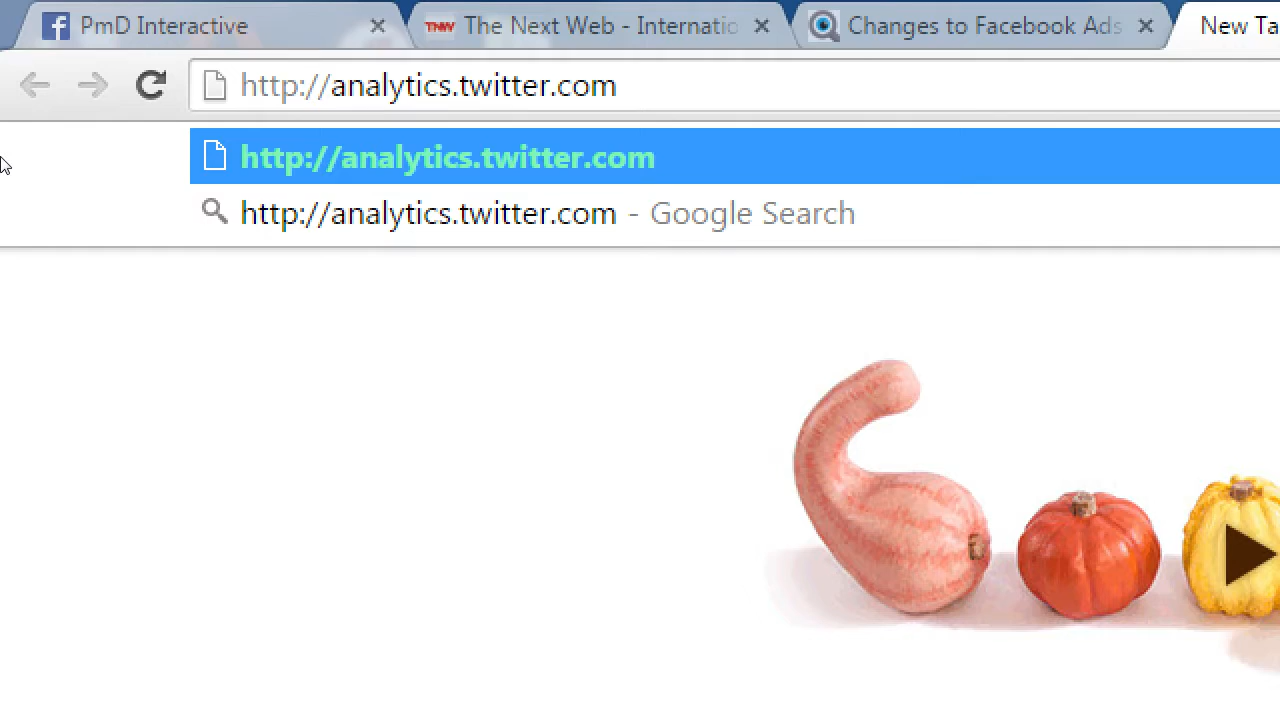 PmD Interactive
TNW The Next Web - Internatio
Changes to Facebook Ads
New Ta
http://analytics.twitter.com
http://analytics.twitter.com
http://analytics.twitter.com - Google Search